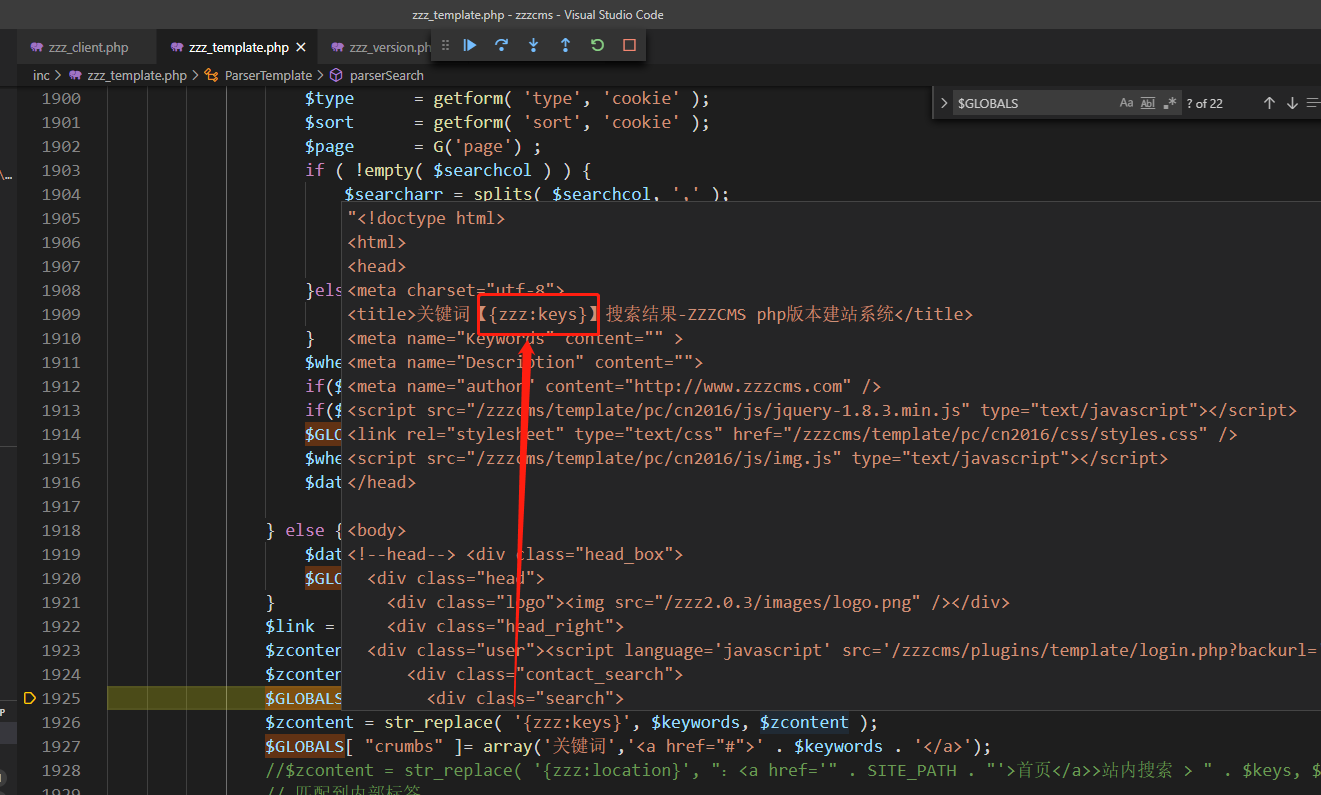 zzz_template.php - zzzcms - Visual Studio Code
zzz_client.php zzz_template.php × zzz_version.ph
inc > zzz_template.php > ParserTemplate > parserSearch
$GLOBALS Aa Abl .* ? of 22
1900 $type = getform( 'type', 'cookie' );
1901 $sort = getform( 'sort', 'cookie' );
1902 $page = G('page') ;
1903 if ( !empty( $searchcol ) ) {
1904 $searcharr = splits( $searchcol, ',' );
1905 "<!doctype html>
1906 <html>
1907 <head>
1908 }els <meta charset="utf-8">
1909 <title>关键词【{zzz:keys}】搜索结果-ZZZCMS php版本建站系统</title>
1910 } <meta name="Keywords" content="" >
1911 $whe <meta name="Description" content="">
1912 if($ <meta name="author" content="http://www.zzzcms.com" />
1913 if($ <script src="/zzzcms/template/pc/cn2016/js/jquery-1.8.3.min.js" type="text/javascript"></script>
1914 $GLO <link rel="stylesheet" type="text/css" href="/zzzcms/template/pc/cn2016/css/styles.css" />
1915 $whe <script src="/zzzcms/template/pc/cn2016/js/img.js" type="text/javascript"></script>
1916 $dat </head>
1917
1918 } else { <body>
1919 $dat <!--head--> <div class="head_box">
1920 $GLO <div class="head">
1921 } <div class="logo"><img src="/zzz2.0.3/images/logo.png" /></div>
1922 $link = <div class="head_right">
1923 $zconten <div class="user"><script language='javascript' src='/zzzcms/plugins/template/login.php?backurl=
1924 $zconten <div class="contact_search">
1925 $GLOBALS <div class="search">
1926 $zcontent = str_replace( '{zzz:keys}', $keywords, $zcontent );
1927 $GLOBALS[ "crumbs" ]= array('关键词','<a href="#">' . $keywords . '</a>');
1928 //$zcontent = str_replace( '{zzz:location}', ": <a href='" . SITE_PATH . "'>首页</a>>站内搜索 > " . $keys, $
1929 // 匹配到内部标签